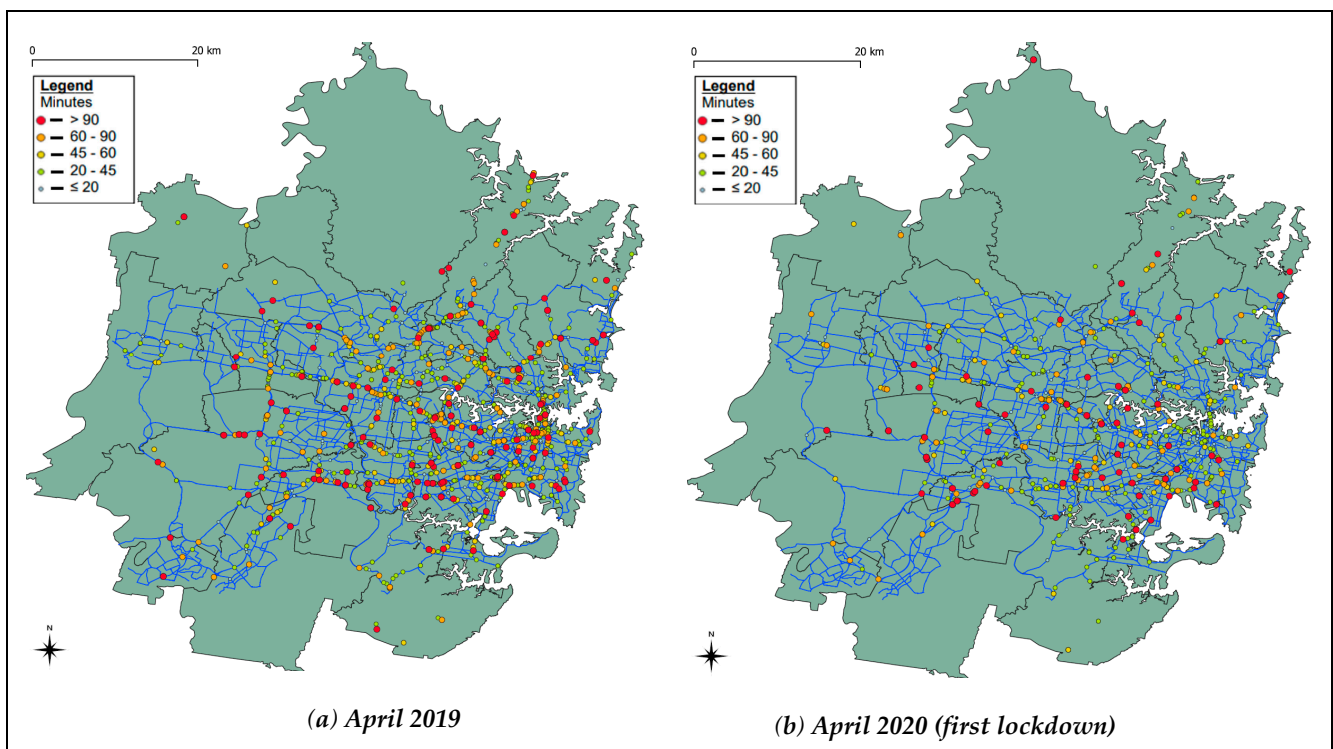 0 20 km
Legend
Minutes
> 90
60 - 90
45 - 60
20 - 45
≤ 20
N
(a) April 2019
0 20 km
Legend
Minutes
> 90
60 - 90
45 - 60
20 - 45
≤ 20
N
(b) April 2020 (first lockdown)